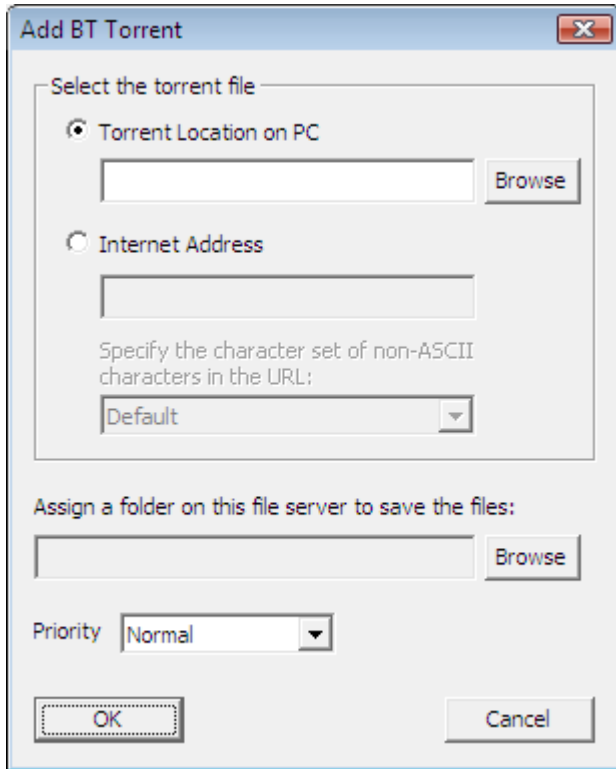 Add BT Torrent
Select the torrent file
Torrent Location on PC
Browse
Internet Address
Specify the character set of non-ASCII
characters in the URL:
Default
Assign a folder on this file server to save the files:
Browse
Priority Normal
OK Cancel